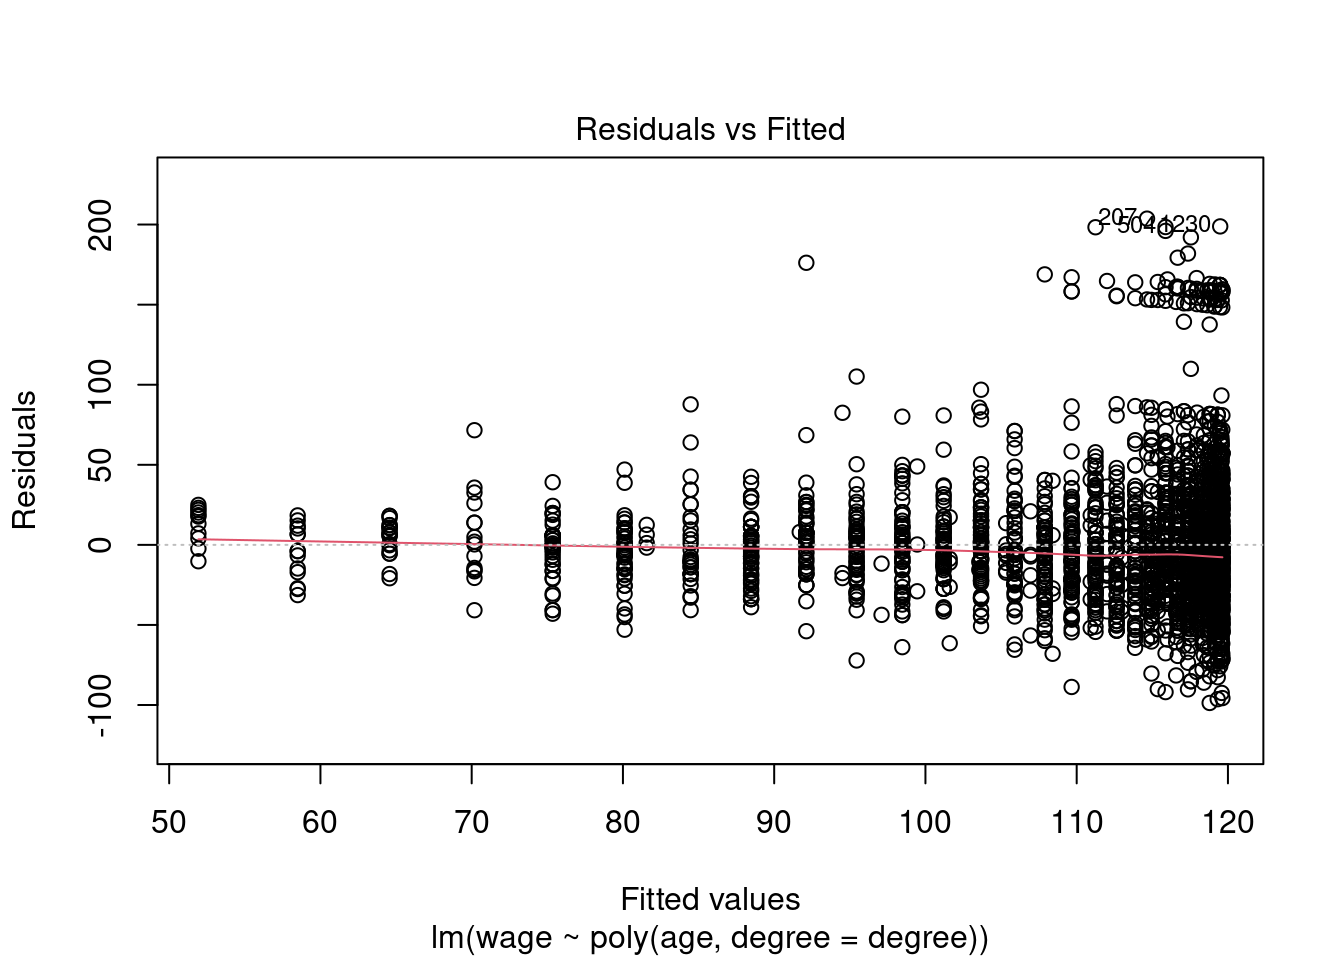 Residuals vs Fitted
Residuals
200
100
50
0
-100
207
504
1230
50 60 70 80 90 100 110 120
Fitted values
lm(wage ~ poly(age, degree = degree))